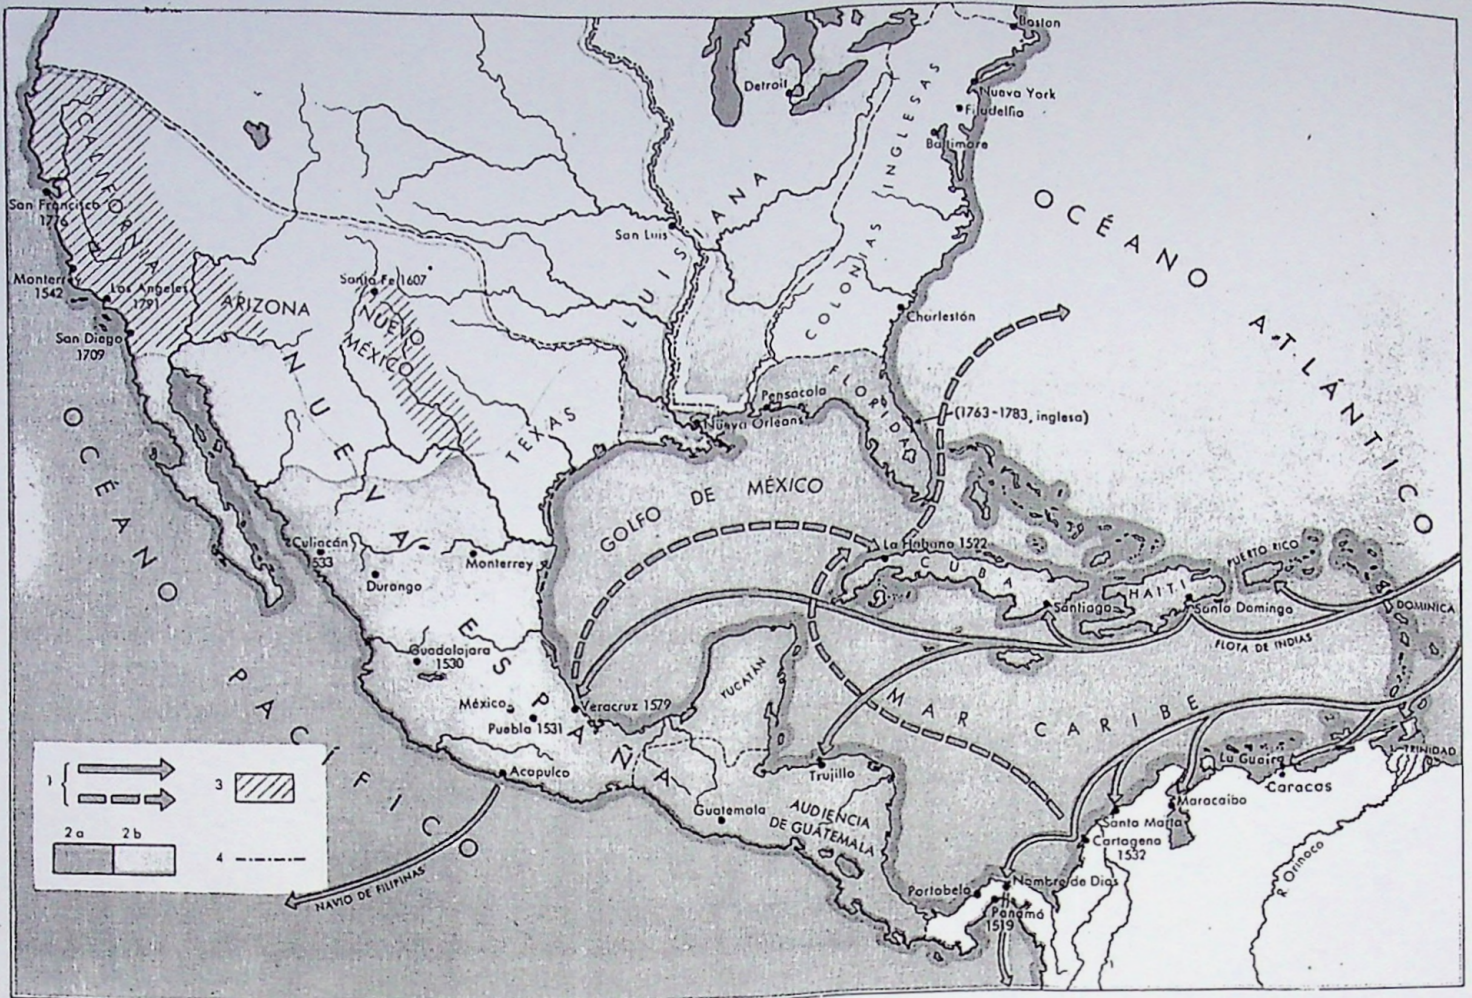 Boston
Detroit
Nueva York
Filadelfia
Baltimore
COLONIAS INGLESAS
CALIFORNIA
San Francisco
1776
OCÉANO ATLÁNTICO
San Luis
LUISIANA
Monterrey
1542
Los Angeles
1791
Santa Fe 1607
ARIZONA
NUEVO
MÉXICO
San Diego
1709
Charlestón
FLORIDA
Pensacola
(1763-1783, inglesa)
Nueva Orleans
TEXAS
NUEVA ESPAÑA
OCÉANO PACÍFICO
GOLFO DE MÉXICO
Culiacán
1533
Durango
Monterrey
La Habana 1522
CUBA
Santiago
HAITI
Santo Domingo
PUERTO RICO
DOMINICA
FLOTA DE INDIAS
Guadalajara
1530
México
Puebla 1531
Veracruz 1579
YUCATÁN
MAR CARIBE
Acapulco
Trujillo
Guatemala
AUDIENCIA
DE GUATEMALA
La Guaira
TRINIDAD
Caracas
Maracaibo
Santa Marta
Cartagena
1532
R. Orinoco
Portobelo
Nombre de Dios
Panamá
1519
NAVIO DE FILIPINAS
3
2a 2b
4